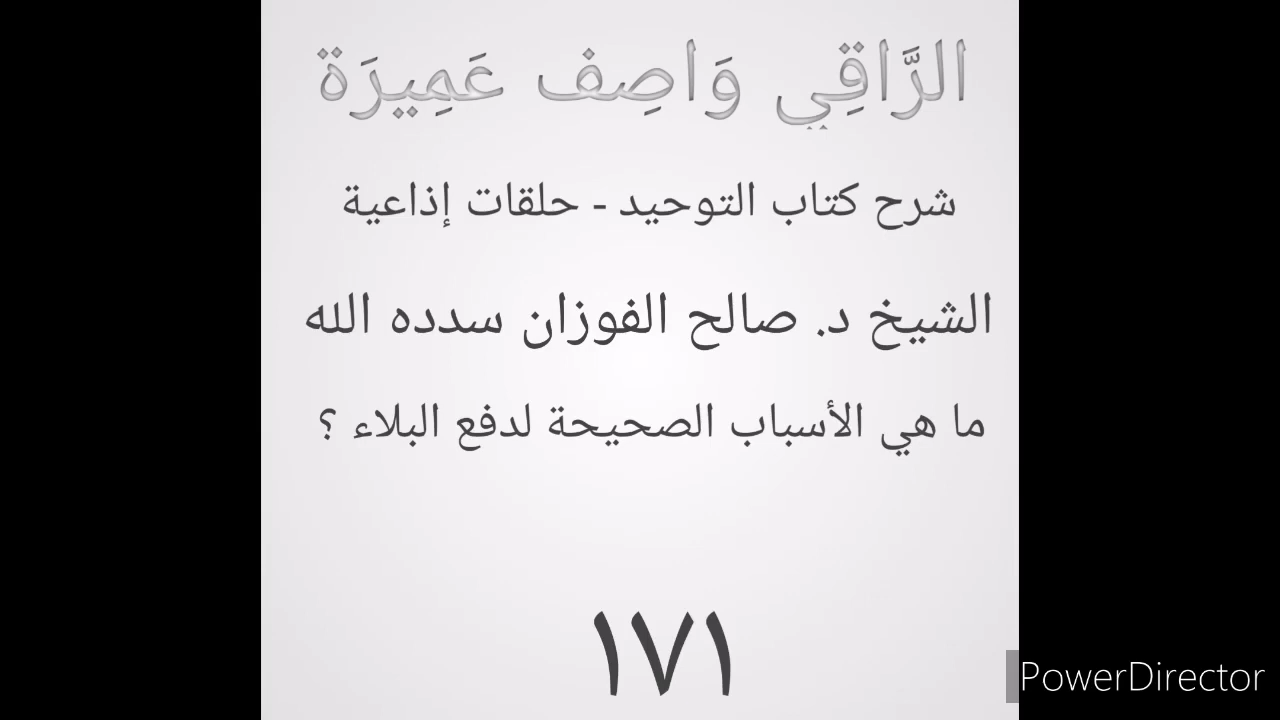 الرَّاقِي وَاصِف عَمِيرَة
شرح كتاب التوحيد - حلقات إذاعية
الشيخ د. صالح الفوزان سدده الله
ما هي الأسباب الصحيحة لدفع البلاء ؟
١٧١
PowerDirector